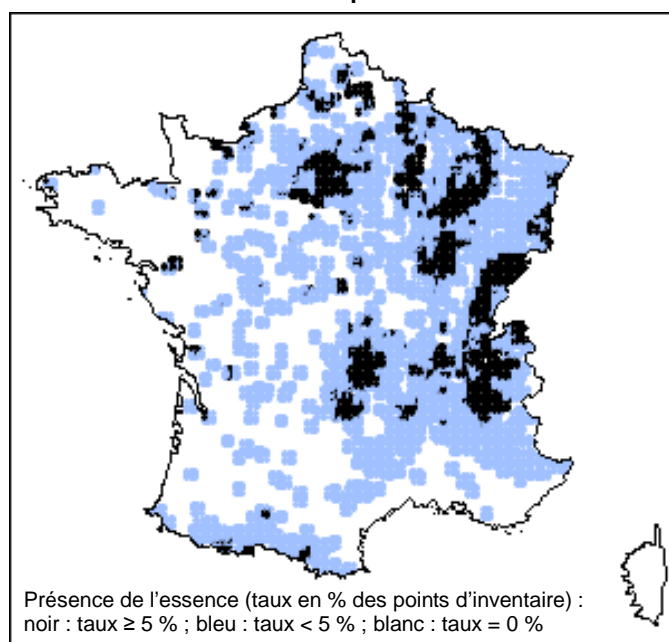 Présence de l’essence (taux en % des points d’inventaire) :
noir : taux ≥ 5 % ; bleu : taux < 5 % ; blanc : taux = 0 %